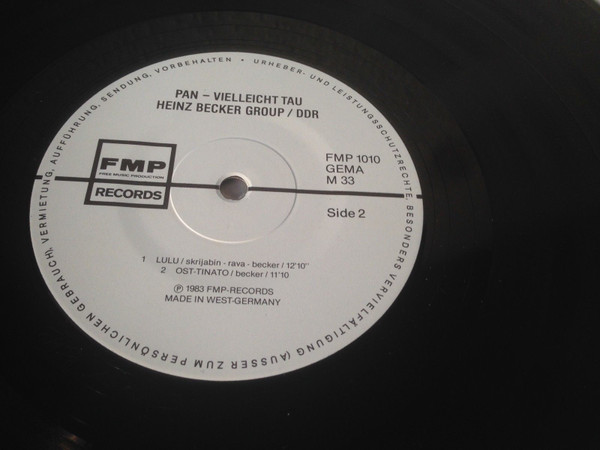 PAN – VIELLEICHT TAU
HEINZ BECKER GROUP / DDR
FMP
FREE MUSIC PRODUCTION
RECORDS
FMP 1010
GEMA
M 33
Side 2
1 LULU / skrijabin - rava - becker / 12'10"
2 OST-TINATO / becker / 11'10
℗ 1983 FMP-RECORDS
MADE IN WEST-GERMANY
• URHEBER- UND LEISTUNGSSCHUTZRECHTE, BESONDERS VERVIELFÄLTIGUNG (AUSSER ZUM PERSÖNLICHEN GEBRAUCH), VERMIETUNG, AUFFÜHRUNG, SENDUNG, VORBEHALTEN